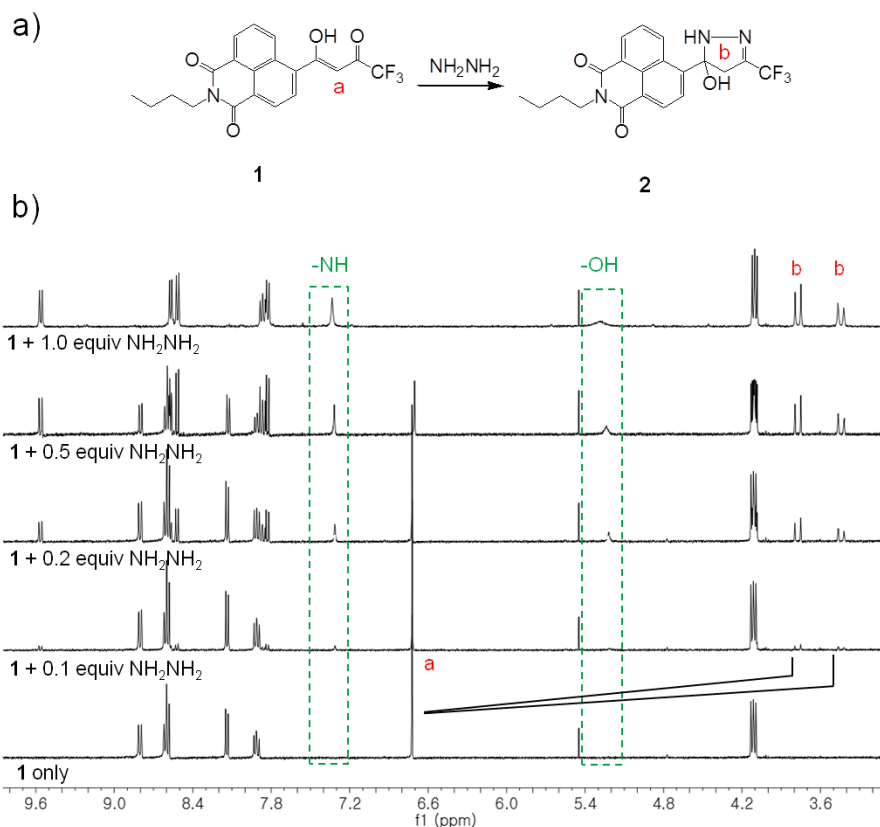 a)
OH O
HN N
b
O
CF₃
a
NH₂NH₂
O
N
O
OH
CF₃
N
O
1
2
b)
-NH
-OH
b b
1 + 1.0 equiv NH₂NH₂
1 + 0.5 equiv NH₂NH₂
1 + 0.2 equiv NH₂NH₂
1 + 0.1 equiv NH₂NH₂
a
1 only
9.6 9.0 8.4 7.8 7.2 6.6 6.0 5.4 4.8 4.2 3.6
f1 (ppm)